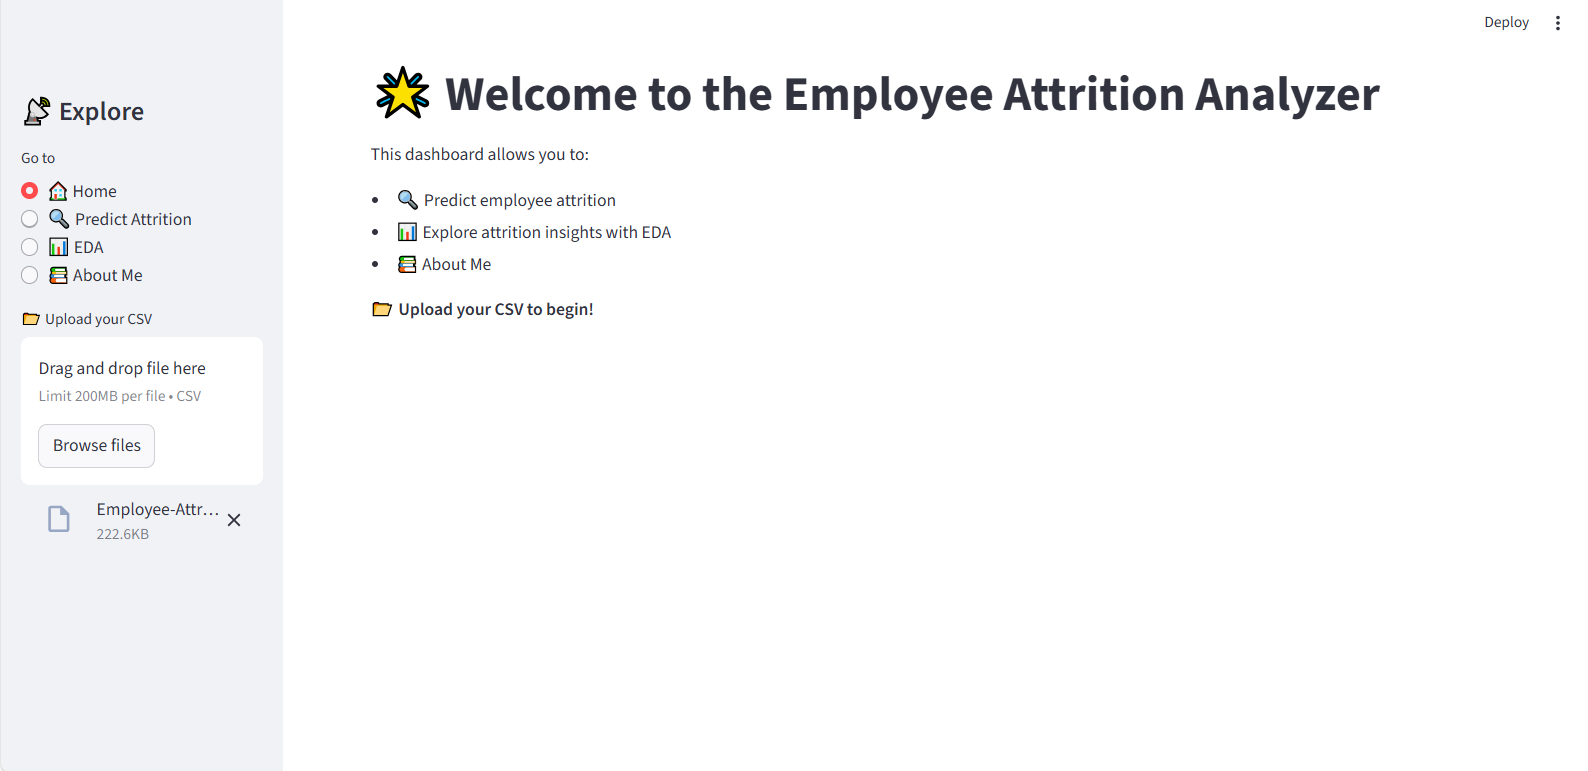 Deploy
Explore
Go to
Home
Predict Attrition
EDA
About Me
Upload your CSV
Drag and drop file here
Limit 200MB per file • CSV
Browse files
Employee-Attr...
222.6KB
Welcome to the Employee Attrition Analyzer
This dashboard allows you to:
• Predict employee attrition
• Explore attrition insights with EDA
• About Me
Upload your CSV to begin!